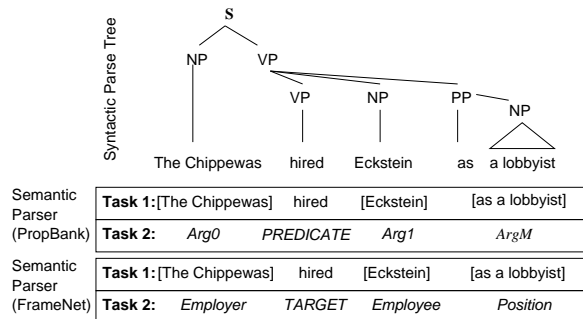 S
Syntactic Parse Tree
NP VP
VP NP PP
NP
The Chippewas hired Eckstein as a lobbyist
Semantic
Parser
(PropBank)
Task 1: [The Chippewas] hired [Eckstein] [as a lobbyist]
Task 2: Arg0 PREDICATE Arg1 ArgM
Semantic
Parser
(FrameNet)
Task 1: [The Chippewas] hired [Eckstein] [as a lobbyist]
Task 2: Employer TARGET Employee Position